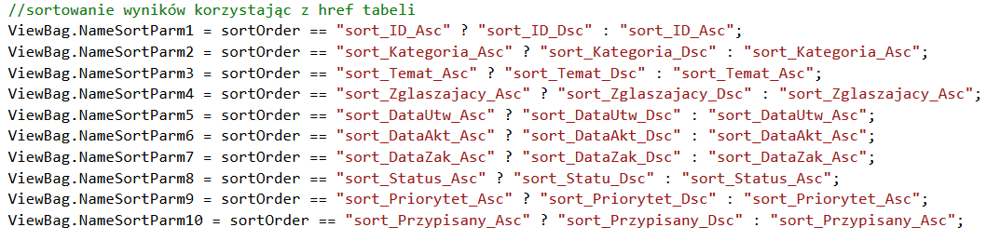 //sortowanie wyników korzystając z href tabeli
ViewBag.NameSortParm1 = sortOrder == "sort_ID_Asc" ? "sort_ID_Dsc" : "sort_ID_Asc";
ViewBag.NameSortParm2 = sortOrder == "sort_Kategoria_Asc" ? "sort_Kategoria_Dsc" : "sort_Kategoria_Asc";
ViewBag.NameSortParm3 = sortOrder == "sort_Temat_Asc" ? "sort_Temat_Dsc" : "sort_Temat_Asc";
ViewBag.NameSortParm4 = sortOrder == "sort_Zglaszajacy_Asc" ? "sort_Zglaszajacy_Dsc" : "sort_Zglaszajacy_Asc";
ViewBag.NameSortParm5 = sortOrder == "sort_DataUtw_Asc" ? "sort_DataUtw_Dsc" : "sort_DataUtw_Asc";
ViewBag.NameSortParm6 = sortOrder == "sort_DataAkt_Asc" ? "sort_DataAkt_Dsc" : "sort_DataAkt_Asc";
ViewBag.NameSortParm7 = sortOrder == "sort_DataZak_Asc" ? "sort_DataZak_Dsc" : "sort_DataZak_Asc";
ViewBag.NameSortParm8 = sortOrder == "sort_Status_Asc" ? "sort_Statu_Dsc" : "sort_Status_Asc";
ViewBag.NameSortParm9 = sortOrder == "sort_Priorytet_Asc" ? "sort_Priorytet_Dsc" : "sort_Priorytet_Asc";
ViewBag.NameSortParm10 = sortOrder == "sort_Przypisany_Asc" ? "sort_Przypisany_Dsc" : "sort_Przypisany_Asc";